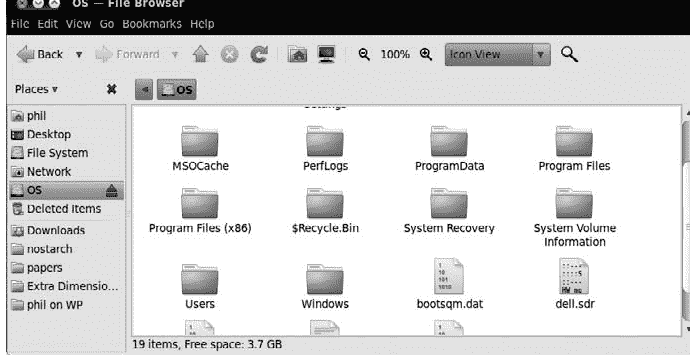 OS — File Browser
File Edit View Go Bookmarks Help
Back Forward 100% Icon View
Places OS
phil
Desktop
File System
Network
OS
Deleted Items
Downloads
nostarch
papers
Extra Dimensio...
phil on WP
Settings
MSOCache PerfLogs ProgramData Program Files
Program Files (x86) $Recycle.Bin System Recovery System Volume
Information
Users Windows bootsqm.dat dell.sdr
19 items, Free space: 3.7 GB